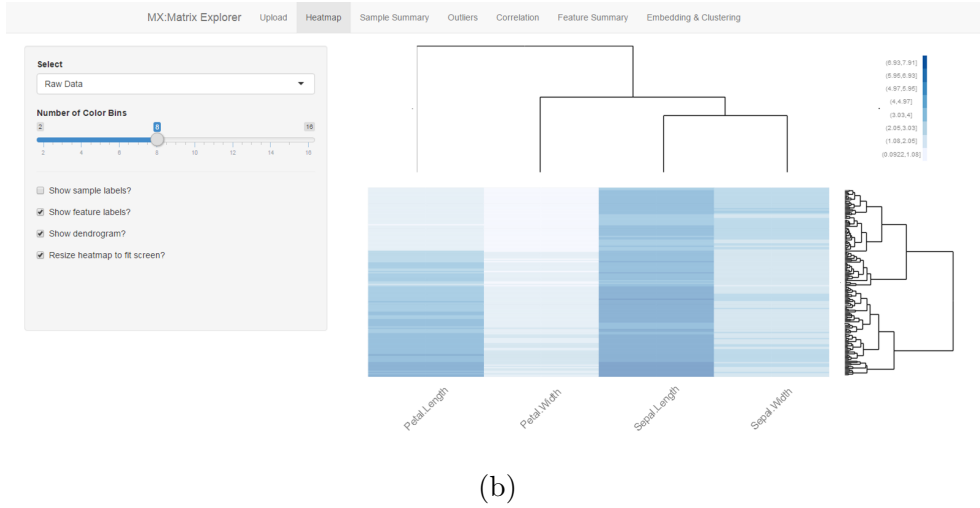 MX:Matrix Explorer Upload Heatmap Sample Summary Outliers Correlation Feature Summary Embedding & Clustering
Select
Raw Data
Number of Color Bins
2 8 16
2 4 6 8 10 12 14 16
Show sample labels?
Show feature labels?
Show dendrogram?
Resize heatmap to fit screen?
(6.93,7.91]
(5.95,6.93]
(4.97,5.95]
(4,4.97]
(3.03,4]
(2.05,3.03]
(1.08,2.05]
(0.0922,1.08]
Petal.Length
Petal.Width
Sepal.Length
Sepal.Width
(b)